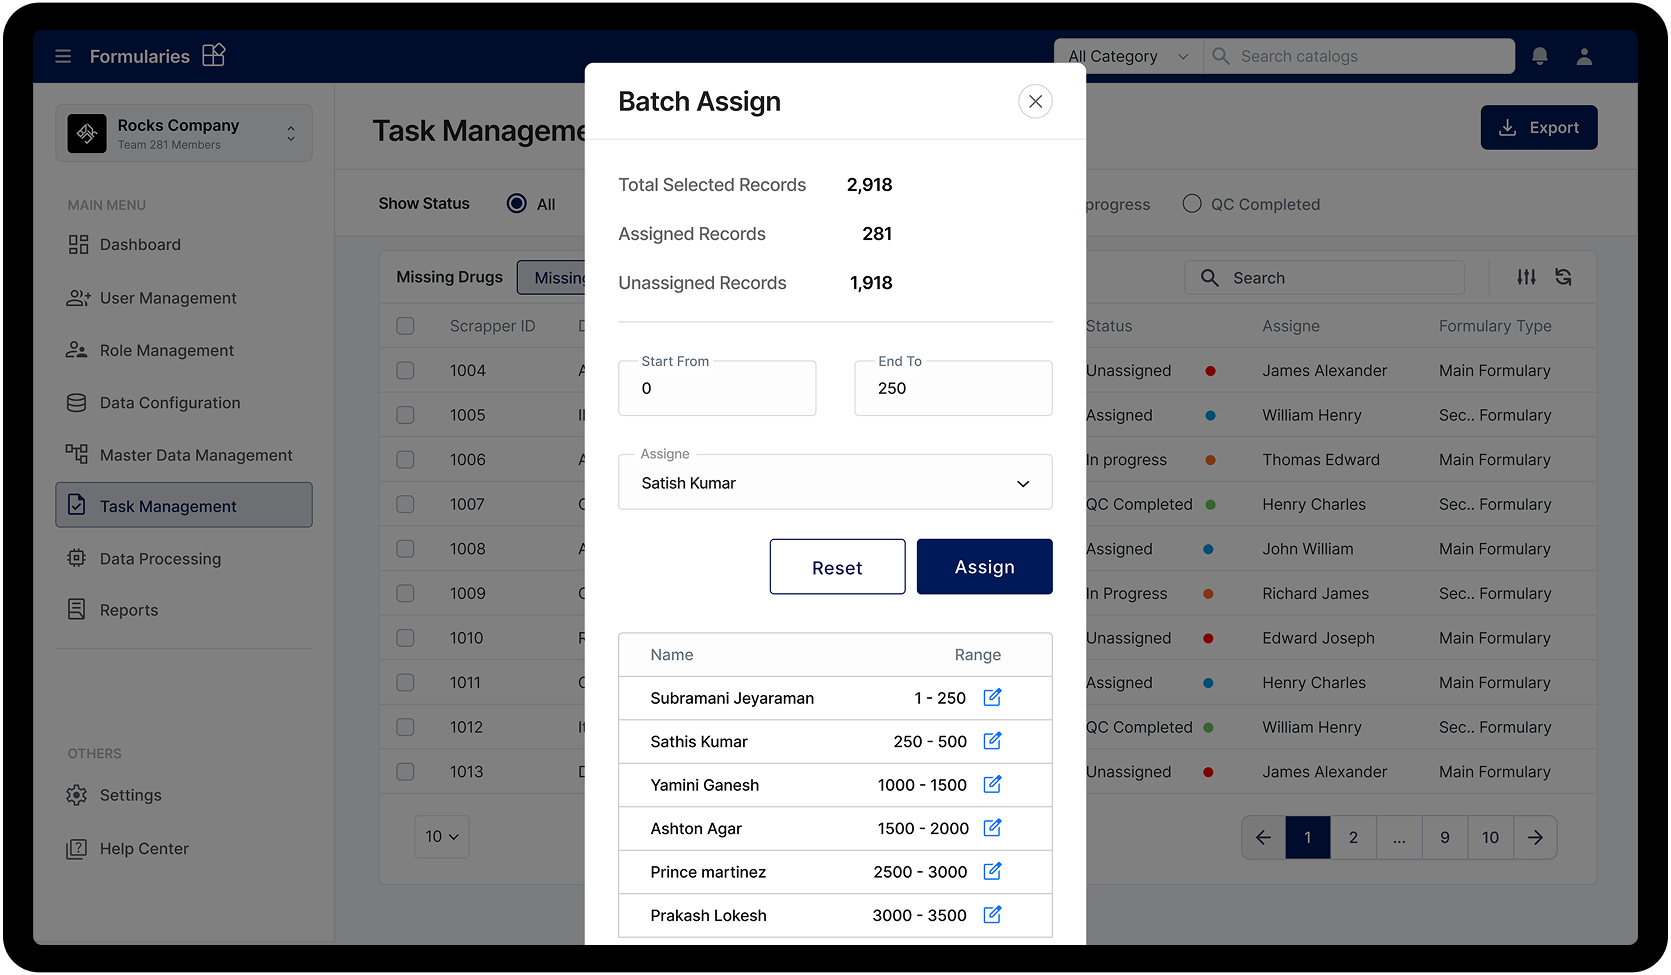 Formularies
All Category
Search catalogs
Rocks Company
Team 281 Members
MAIN MENU
Dashboard
User Management
Role Management
Data Configuration
Master Data Management
Task Management
Data Processing
Reports
OTHERS
Settings
Help Center
Task Manageme
Export
Show Status
All
progress
QC Completed
Missing Drugs
Missing
Search
Scrapper ID
Status
Assigne
Formulary Type
1004
Unassigned
James Alexander
Main Formulary
1005
Assigned
William Henry
Sec.. Formulary
1006
In progress
Thomas Edward
Main Formulary
1007
QC Completed
Henry Charles
Sec.. Formulary
1008
Assigned
John William
Main Formulary
1009
In Progress
Richard James
Sec.. Formulary
1010
Unassigned
Edward Joseph
Main Formulary
1011
Assigned
Henry Charles
Main Formulary
1012
QC Completed
William Henry
Sec.. Formulary
1013
Unassigned
James Alexander
Main Formulary
10
1 2 ... 9 10
Batch Assign
Total Selected Records 2,918
Assigned Records 281
Unassigned Records 1,918
Start From
0
End To
250
Assigne
Satish Kumar
Reset
Assign
Name Range
Subramani Jeyaraman 1 - 250
Sathis Kumar 250 - 500
Yamini Ganesh 1000 - 1500
Ashton Agar 1500 - 2000
Prince martinez 2500 - 3000
Prakash Lokesh 3000 - 3500